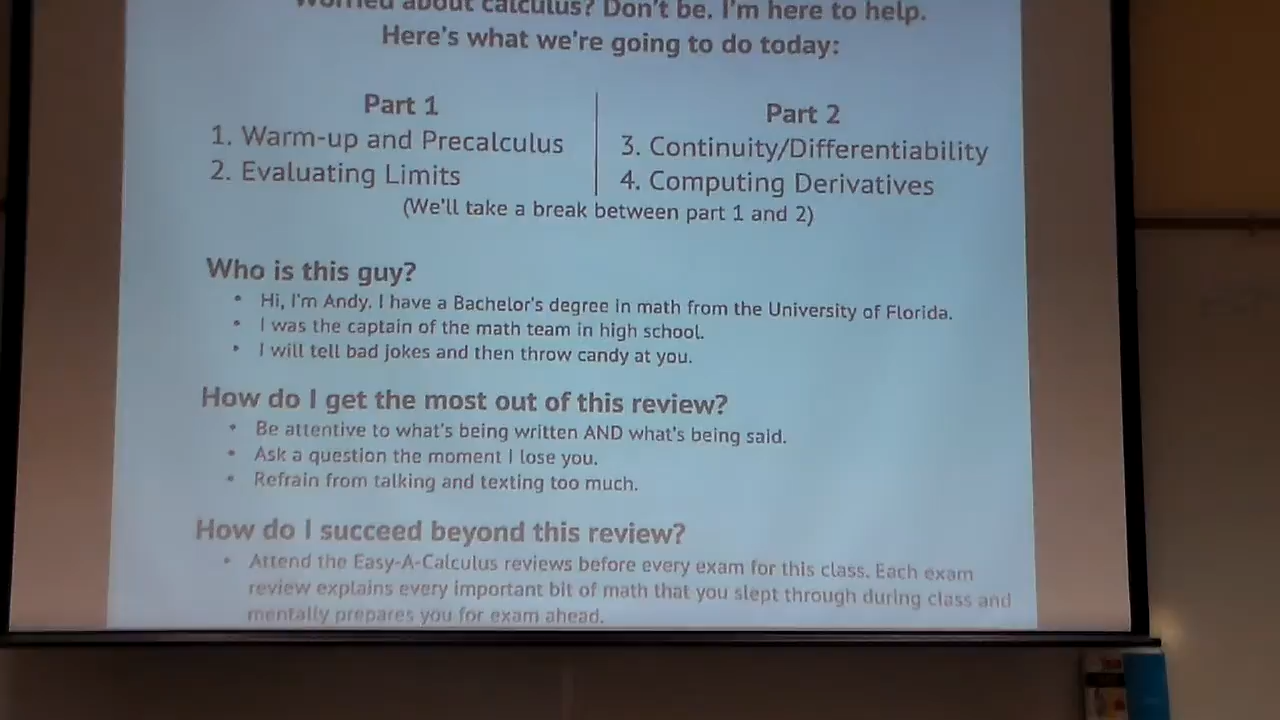 Worried about calculus? Don't be. I'm here to help.
Here's what we're going to do today:
Part 1
1. Warm-up and Precalculus
2. Evaluating Limits
Part 2
3. Continuity/Differentiability
4. Computing Derivatives
(We'll take a break between part 1 and 2)
Who is this guy?
• Hi, I'm Andy. I have a Bachelor's degree in math from the University of Florida.
• I was the captain of the math team in high school.
• I will tell bad jokes and then throw candy at you.
How do I get the most out of this review?
• Be attentive to what's being written AND what's being said.
• Ask a question the moment I lose you.
• Refrain from talking and texting too much.
How do I succeed beyond this review?
• Attend the Easy-A-Calculus reviews before every exam for this class. Each exam
review explains every important bit of math that you slept through during class and
mentally prepares you for exam ahead.